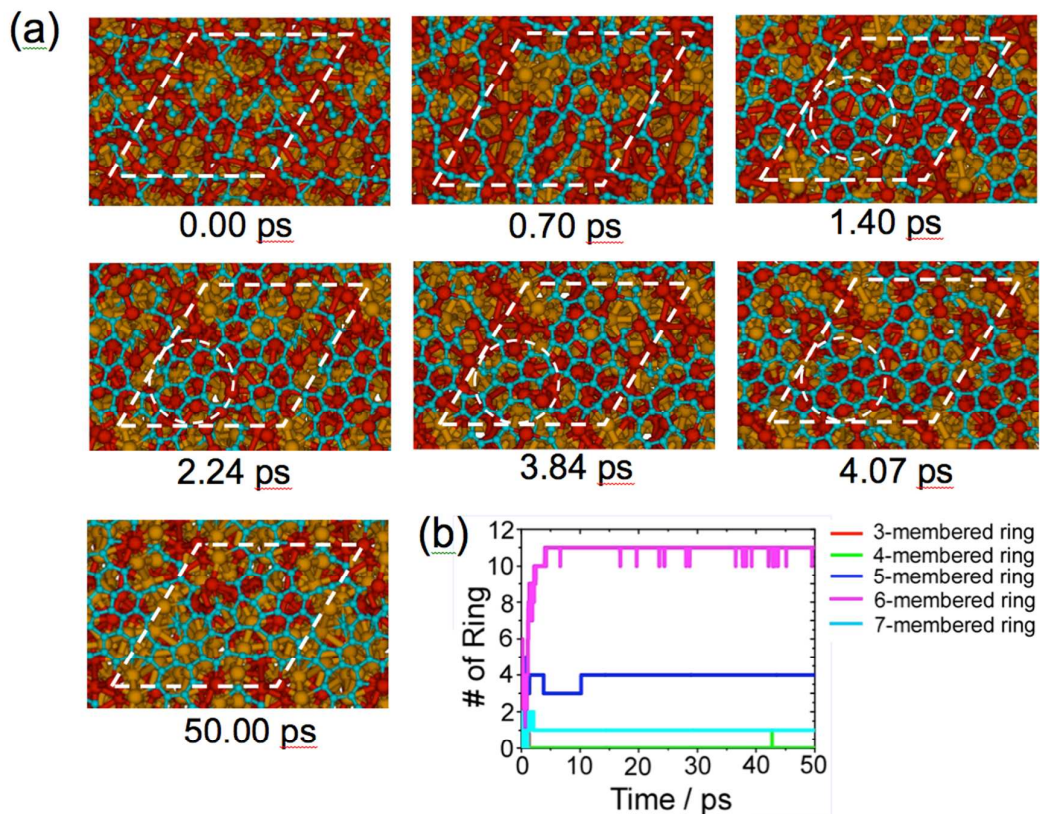 (a)
0.00 ps
0.70 ps
1.40 ps
2.24 ps
3.84 ps
4.07 ps
50.00 ps
(b)
12
10
8
6
4
2
0
# of Ring
0
10
20
30
40
50
Time / ps
3-membered ring
4-membered ring
5-membered ring
6-membered ring
7-membered ring